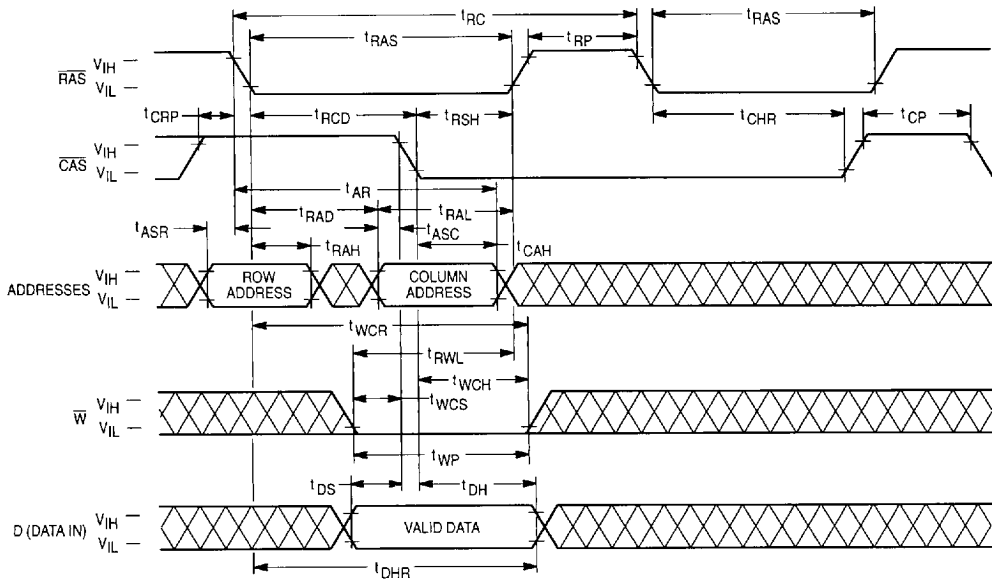 tRC
tRAS tRP tRAS
RAS VIH
VIL
tCRP tRCD tRSH tCHR tCP
CAS VIH
VIL
tAR
tRAD tRAL
tASR tASC
tRAH tCAH
ADDRESSES VIH
VIL
ROW ADDRESS
COLUMN ADDRESS
tWCR
tRWL
tWCH
tWCS
W VIH
VIL
tWP
tDS tDH
D (DATA IN) VIH
VIL
VALID DATA
tDHR